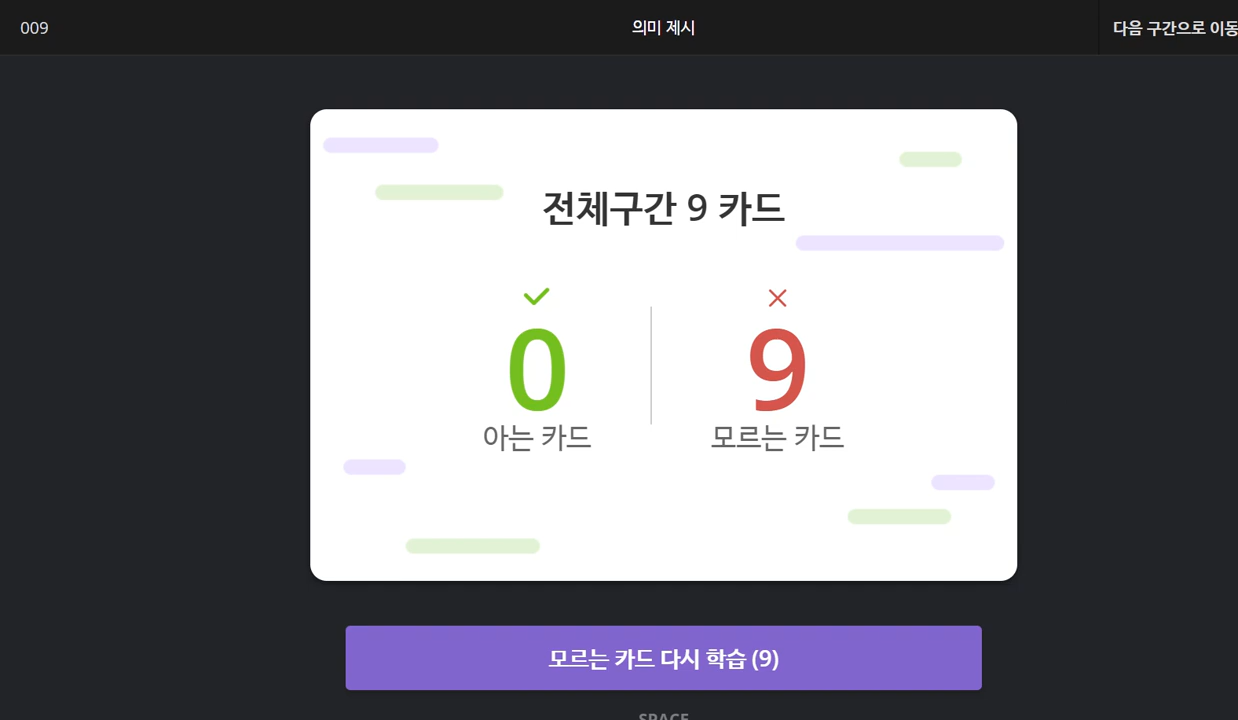 009
의미 제시
다음 구간으로 이동
전체구간 9 카드
0
아는 카드
9
모르는 카드
모르는 카드 다시 학습 (9)
SPACE